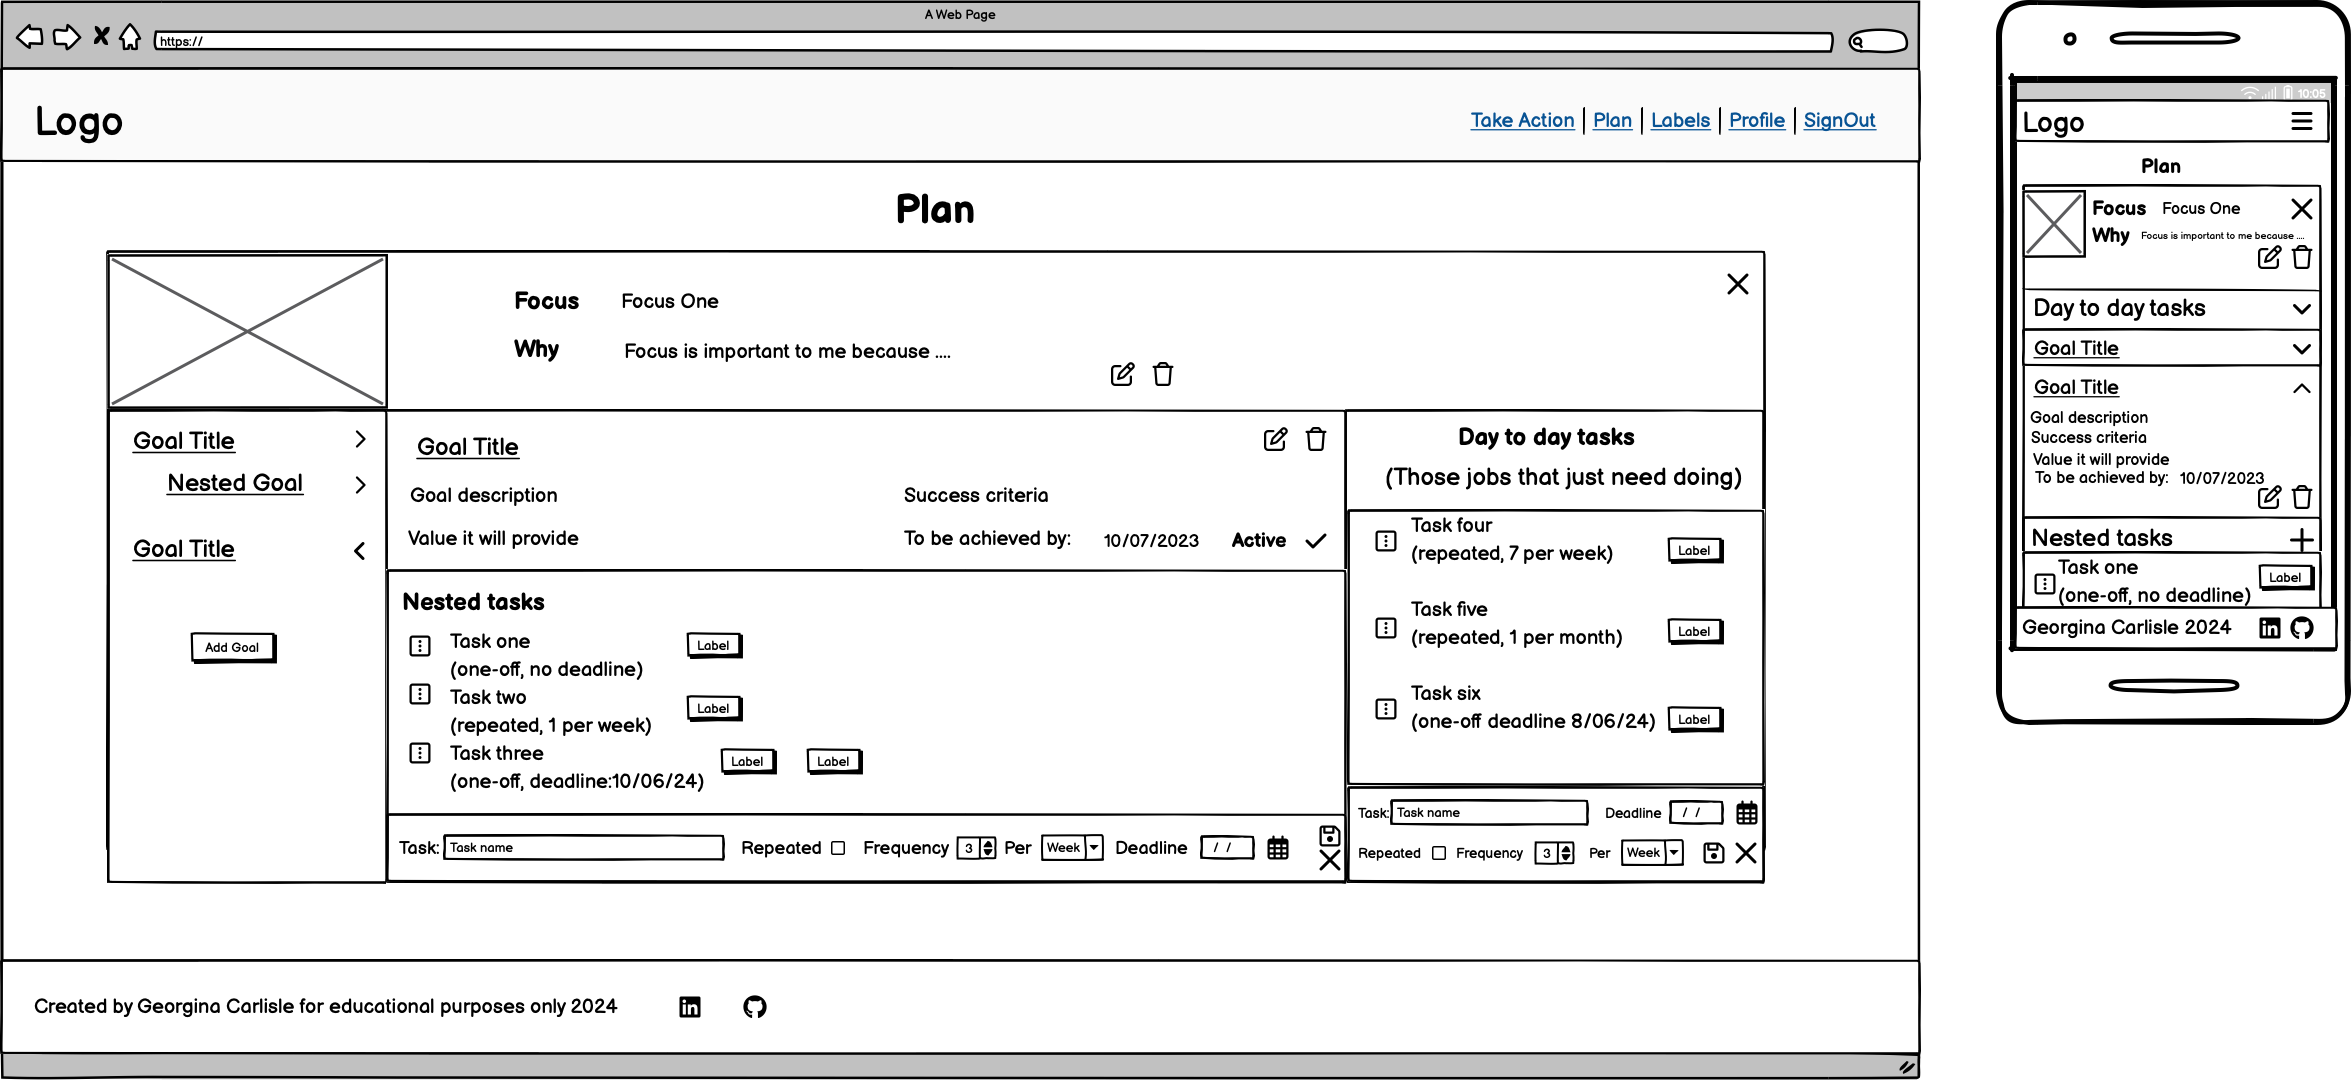 A Web Page
https://
Logo
Take Action | Plan | Labels | Profile | SignOut
Plan
Focus Focus One
Why Focus is important to me because ....
Goal Title
Nested Goal
Goal Title
Add Goal
Goal Title
Goal description Success criteria
Value it will provide To be achieved by: 10/07/2023 Active
Nested tasks
Task one
(one-off, no deadline) Label
Task two
(repeated, 1 per week) Label
Task three
(one-off, deadline:10/06/24) Label Label
Task: Task name Repeated Frequency 3 Per Week Deadline / /
Day to day tasks
(Those jobs that just need doing)
Task four
(repeated, 7 per week) Label
Task five
(repeated, 1 per month) Label
Task six
(one-off deadline 8/06/24) Label
Task: Task name Deadline / /
Repeated Frequency 3 Per Week
Created by Georgina Carlisle for educational purposes only 2024
in
10:05
Logo
Plan
Focus Focus One
Why Focus is important to me because ....
Day to day tasks
Goal Title
Goal Title
Goal description
Success criteria
Value it will provide
To be achieved by: 10/07/2023
Nested tasks
Task one
(one-off, no deadline) Label
Georgina Carlisle 2024 in